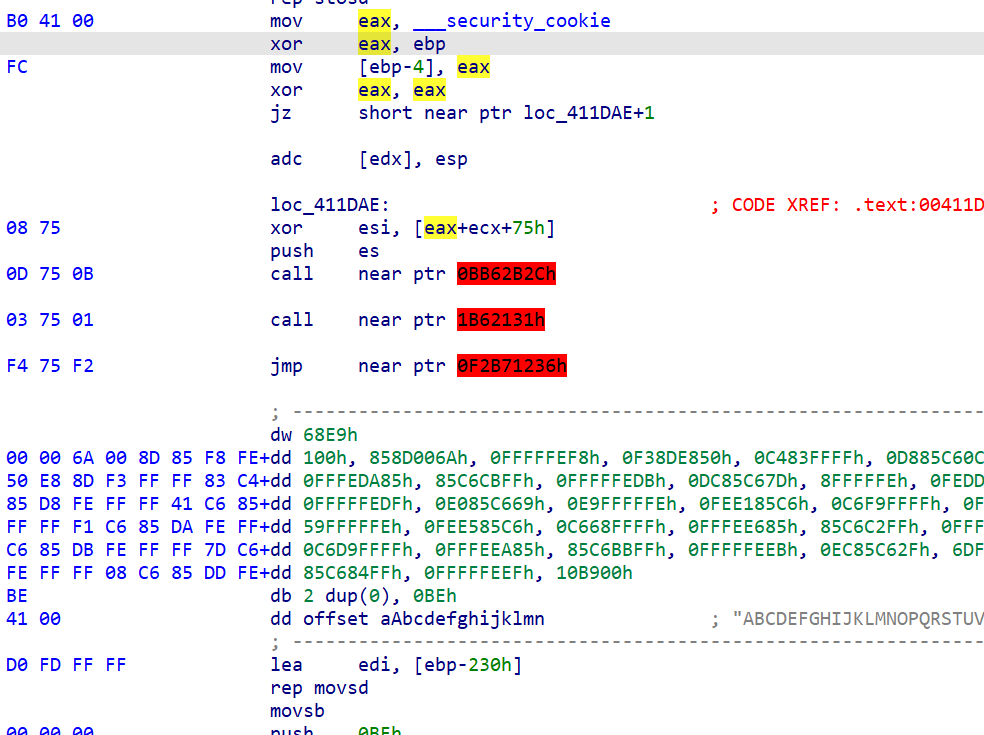 rep stosd
B0 41 00 mov eax, ___security_cookie
xor eax, ebp
FC mov [ebp-4], eax
xor eax, eax
jz short near ptr loc_411DAE+1
adc [edx], esp
loc_411DAE: ; CODE XREF: .text:00411D
08 75 xor esi, [eax+ecx+75h]
push es
0D 75 0B call near ptr 0BB62B2Ch
03 75 01 call near ptr 1B62131h
F4 75 F2 jmp near ptr 0F2B71236h
; ---------------------------------------------------------------
dw 68E9h
00 00 6A 00 8D 85 F8 FE+dd 100h, 858D006Ah, 0FFFFFEF8h, 0F38DE850h, 0C483FFFFh, 0D885C60C
50 E8 8D F3 FF FF 83 C4+dd 0FFFEDA85h, 85C6CBFFh, 0FFFFFEDBh, 0DC85C67Dh, 8FFFFFEh, 0FEDD
85 D8 FE FF FF 41 C6 85+dd 0FFFFFEDFh, 0E085C669h, 0E9FFFFFEh, 0FEE185C6h, 0C6F9FFFFh, 0F
FF FF F1 C6 85 DA FE FF+dd 59FFFFFEh, 0FEE585C6h, 0C668FFFFh, 0FFFEE685h, 85C6C2FFh, 0FFF
C6 85 DB FE FF FF 7D C6+dd 0C6D9FFFFh, 0FFFEEA85h, 85C6BBFFh, 0FFFFFEEBh, 0EC85C62Fh, 6DF
FE FF FF 08 C6 85 DD FE+dd 85C684FFh, 0FFFFFEEFh, 10B900h
BE db 2 dup(0), 0BEh
41 00 dd offset aAbcdefghijklmn ; "ABCDEFGHIJKLMNOPQRSTUV
; ---------------------------------------------------------------
D0 FD FF FF lea edi, [ebp-230h]
rep movsd
movsb
00 00 00 push 0BEh